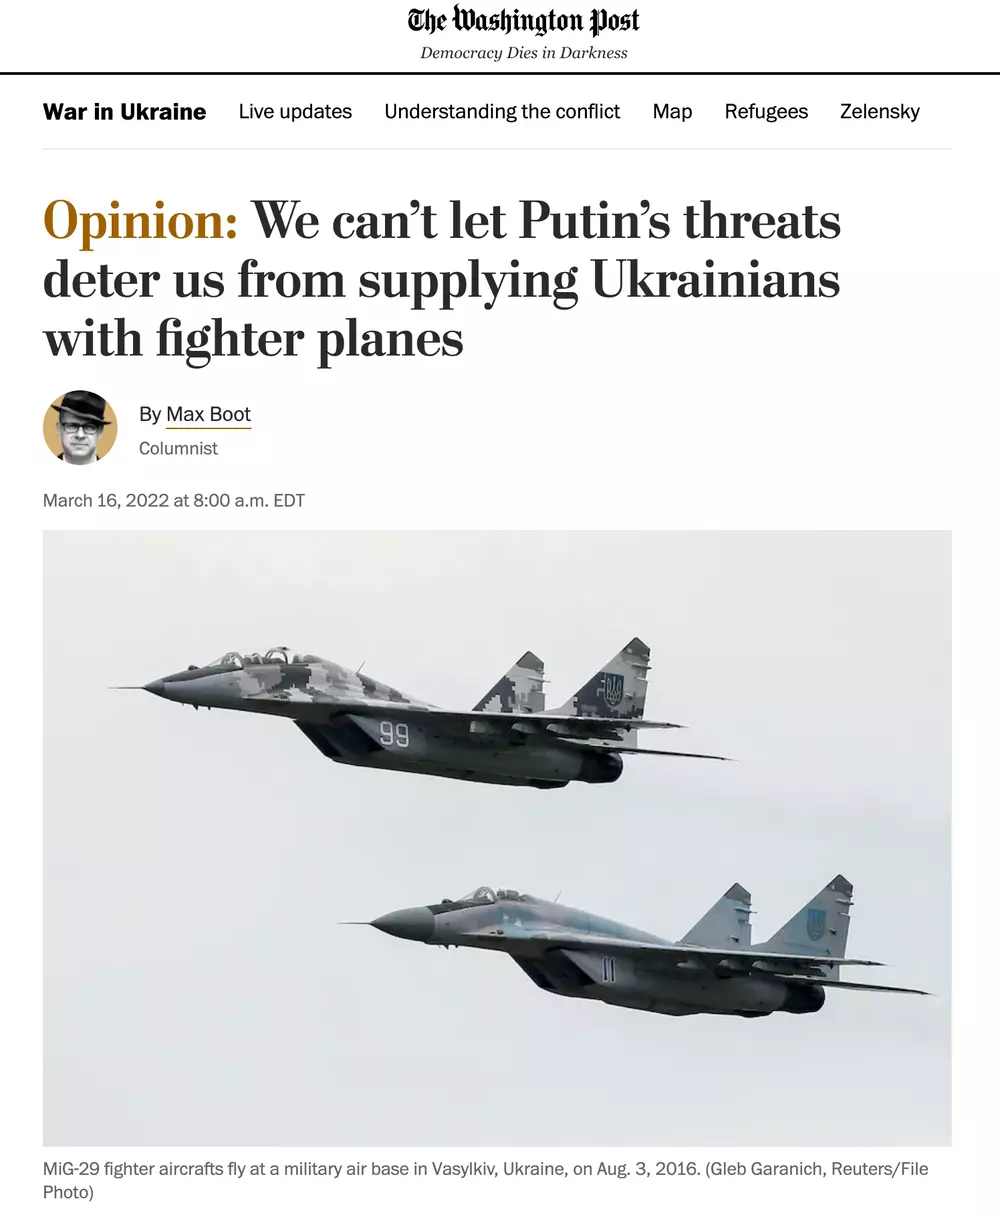 The Washington Post
Democracy Dies in Darkness
War in Ukraine Live updates Understanding the conflict Map Refugees Zelensky
Opinion: We can’t let Putin’s threats
deter us from supplying Ukrainians
with fighter planes
By Max Boot
Columnist
March 16, 2022 at 8:00 a.m. EDT
99
11
MiG-29 fighter aircrafts fly at a military air base in Vasylkiv, Ukraine, on Aug. 3, 2016. (Gleb Garanich, Reuters/File
Photo)